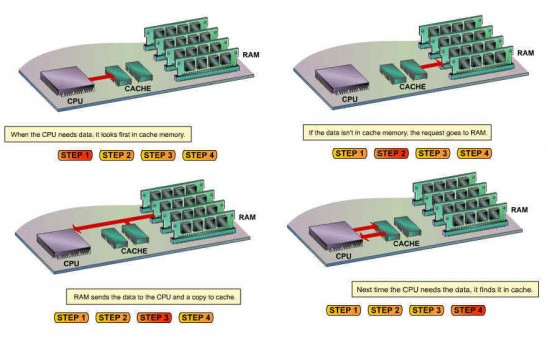 RAM
CACHE
CPU
When the CPU needs data, it looks first in cache memory.
STEP 1 STEP 2 STEP 3 STEP 4
RAM
CACHE
CPU
If the data isn't in cache memory, the request goes to RAM.
STEP 1 STEP 2 STEP 3 STEP 4
RAM
CACHE
CPU
RAM sends the data to the CPU and a copy to cache.
STEP 1 STEP 2 STEP 3 STEP 4
RAM
CACHE
CPU
Next time the CPU needs the data, it finds it in cache.
STEP 1 STEP 2 STEP 3 STEP 4